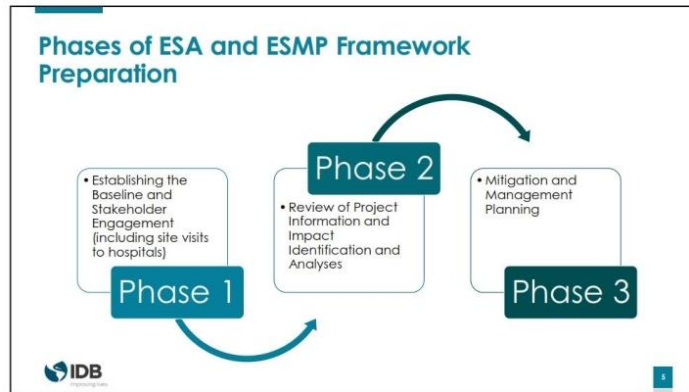 Phases of ESA and ESMP Framework
Preparation
• Establishing the
Baseline and
Stakeholder
Engagement
(including site visits
to hospitals)
Phase 1
Phase 2
• Review of Project
Information and
Impact
Identification and
Analyses
• Mitigation and
Management
Planning
Phase 3
IDB
Improving lives
5